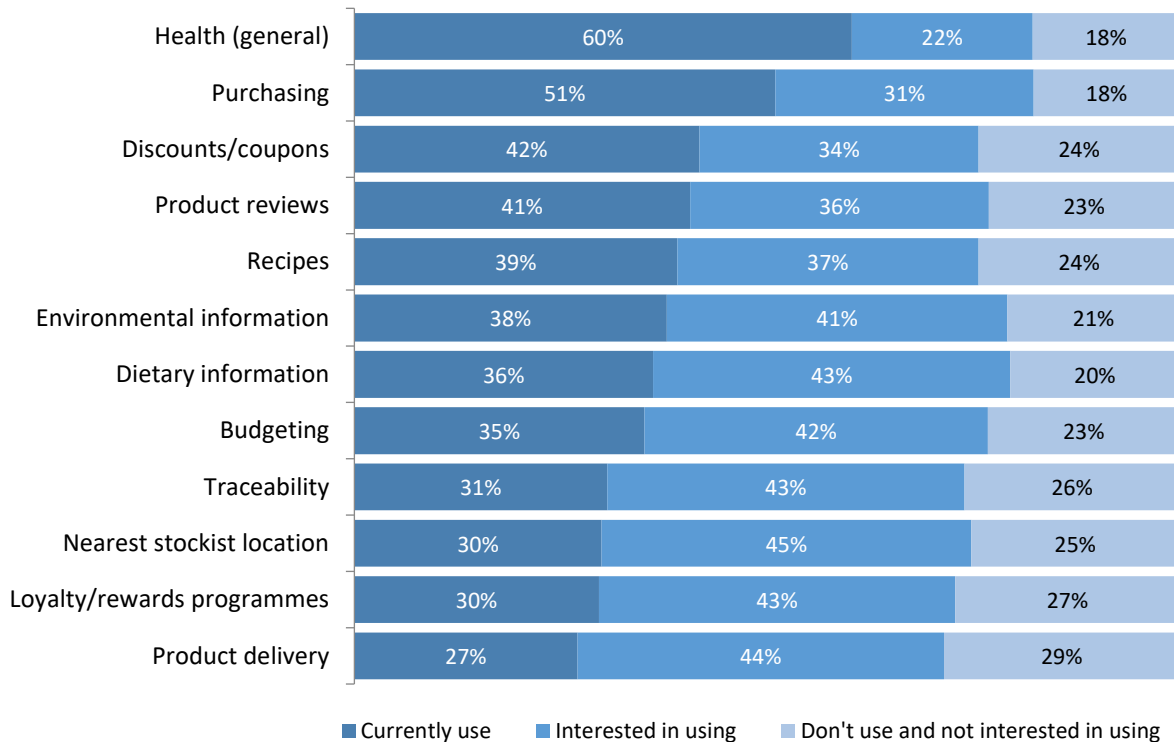 Health (general) 60% 22% 18%
Purchasing 51% 31% 18%
Discounts/coupons 42% 34% 24%
Product reviews 41% 36% 23%
Recipes 39% 37% 24%
Environmental information 38% 41% 21%
Dietary information 36% 43% 20%
Budgeting 35% 42% 23%
Traceability 31% 43% 26%
Nearest stockist location 30% 45% 25%
Loyalty/rewards programmes 30% 43% 27%
Product delivery 27% 44% 29%
Currently use Interested in using Don't use and not interested in using